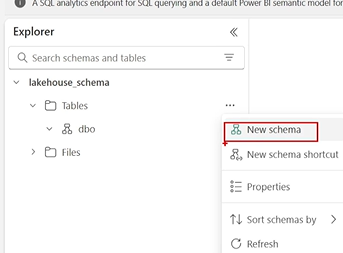 A SQL analytics endpoint for SQL querying and a default Power BI semantic model for
Explorer
Search schemas and tables
lakehouse_schema
Tables
dbo
Files
New schema
New schema shortcut
Properties
Sort schemas by
Refresh